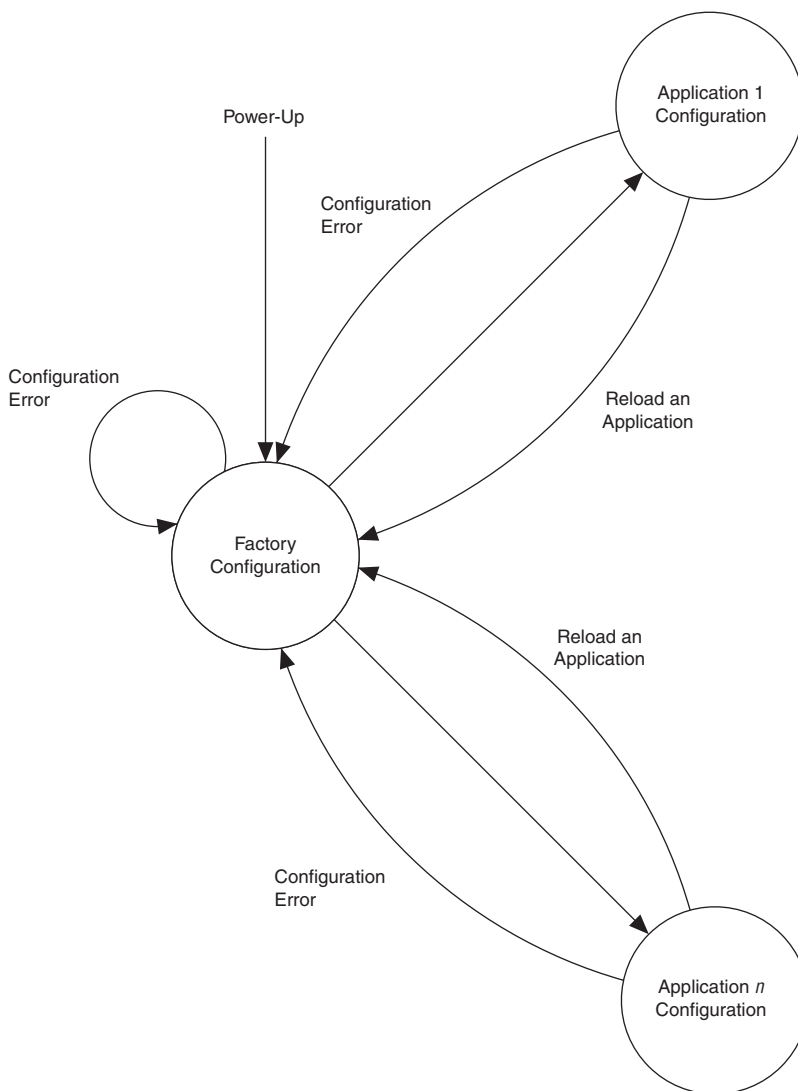 Application 1
Configuration
Power-Up
Configuration
Error
Configuration
Error
Reload an
Application
Factory
Configuration
Reload an
Application
Configuration
Error
Application n
Configuration